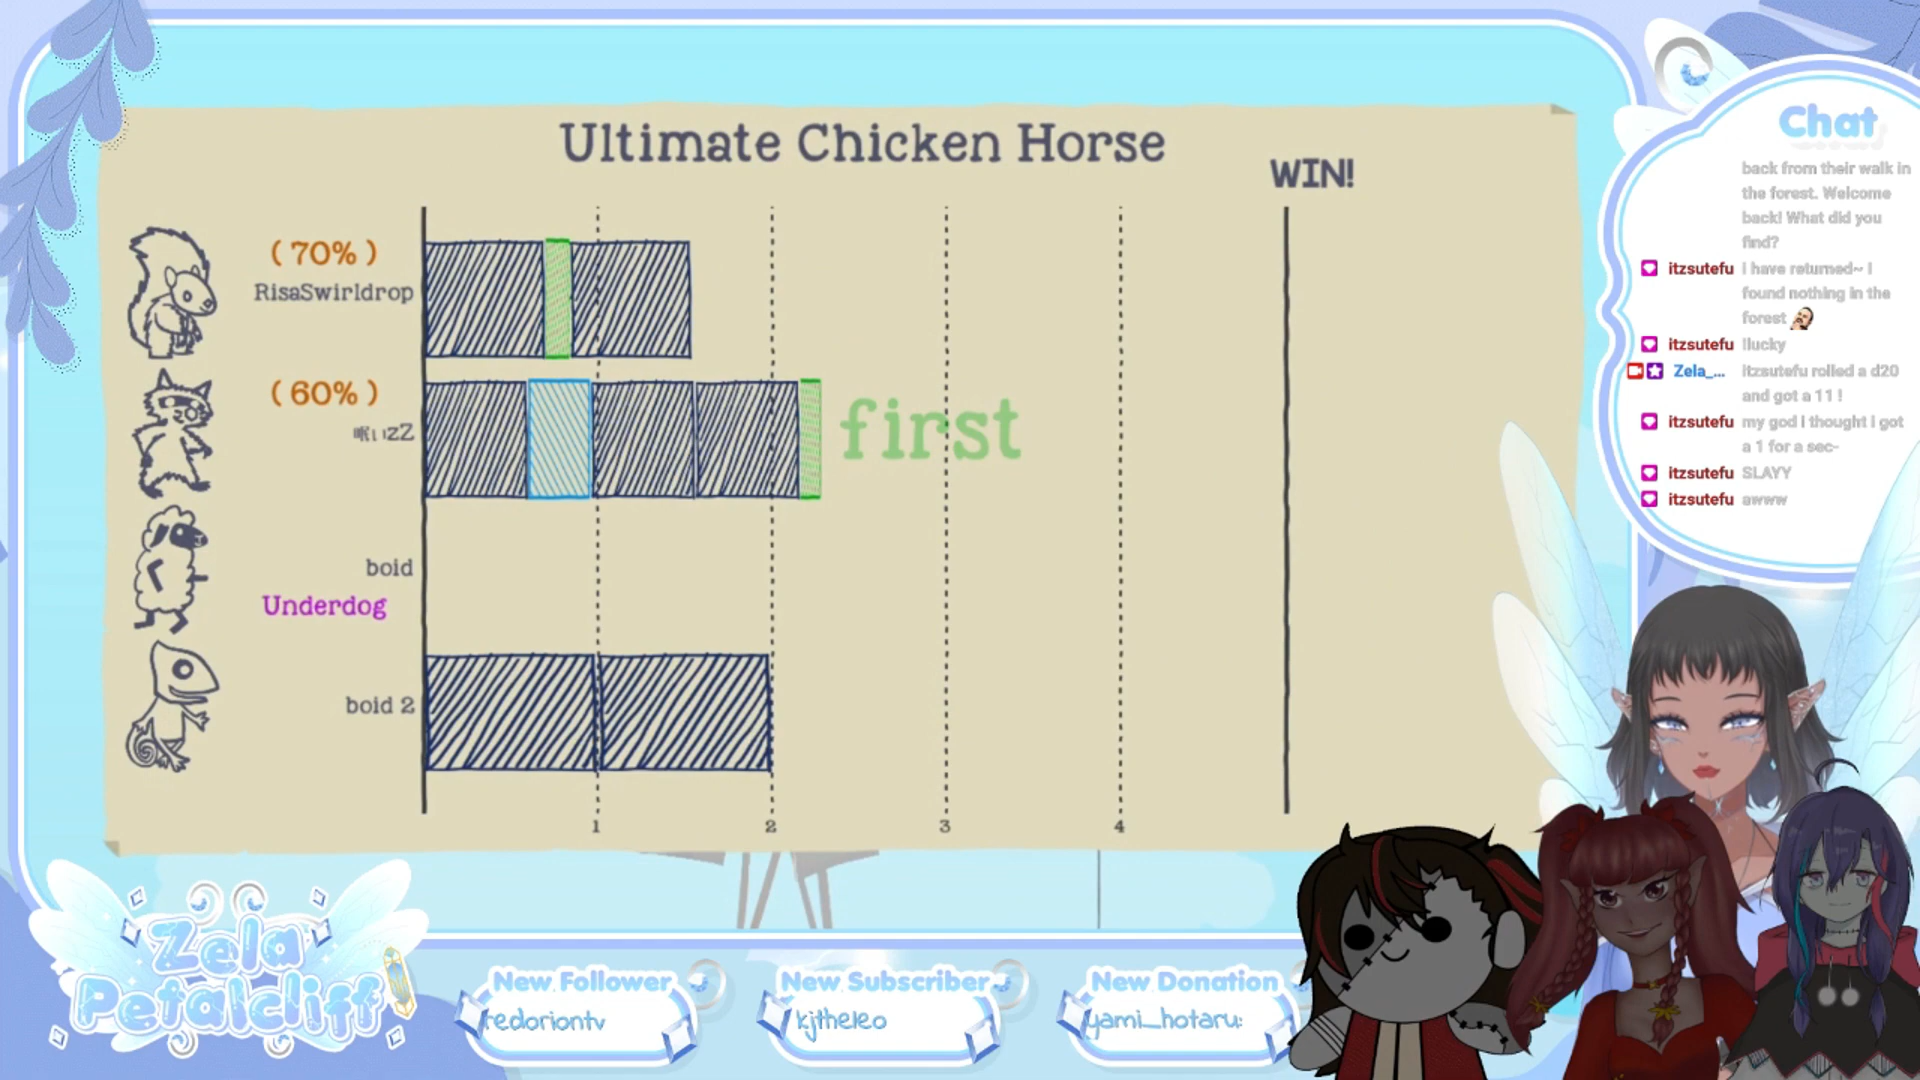 Ultimate Chicken Horse
WIN!
( 70% )
RisaSwirldrop
( 60% )
first
boid
Underdog
boid 2
1
2
3
4
Chat
back from their walk in
the forest. Welcome
back! What did you
find?
itzsutefu I have returned~ I
found nothing in the
forest
itzsutefu !lucky
Zela_... itzsutefu rolled a d20
and got a 11 !
itzsutefu my god I thought I got
a 1 for a sec-
itzsutefu SLAYY
itzsutefu awww
Zela
Petalcliff
New Follower
redoriontv
New Subscriber
kjtheleo
New Donation
yami_hotaru: